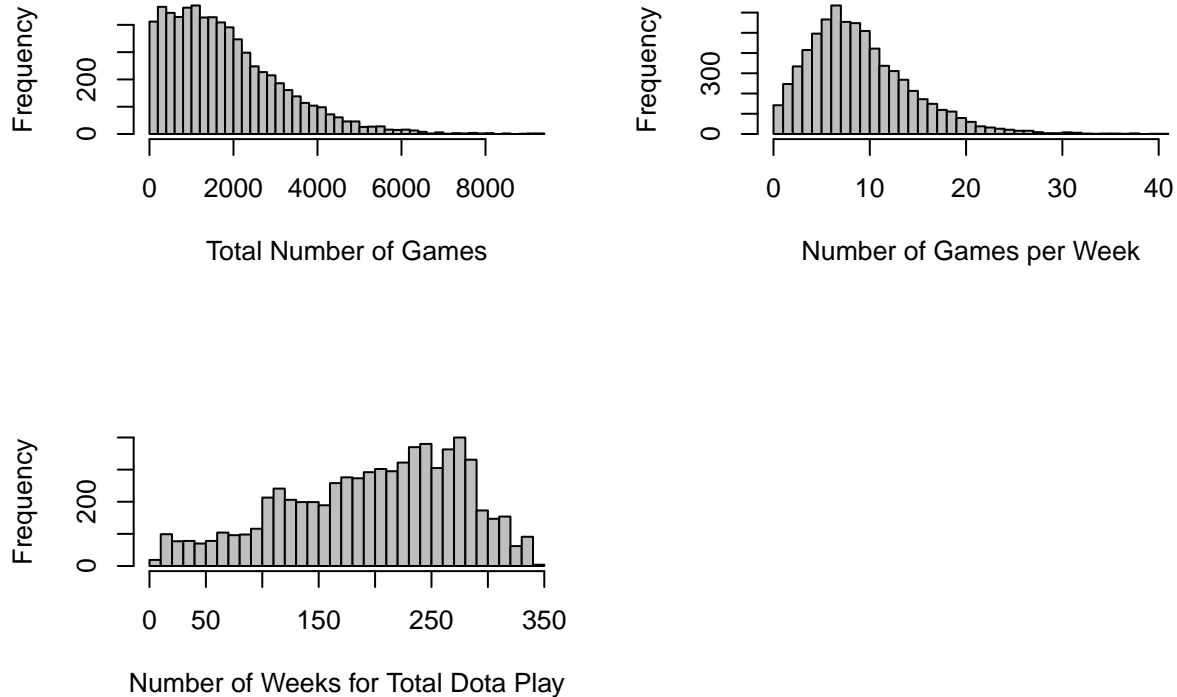 Frequency
200
0
0 2000 4000 6000 8000
Total Number of Games
Frequency
300
0
0 10 20 30 40
Number of Games per Week
Frequency
200
0
0 50 150 250 350
Number of Weeks for Total Dota Play